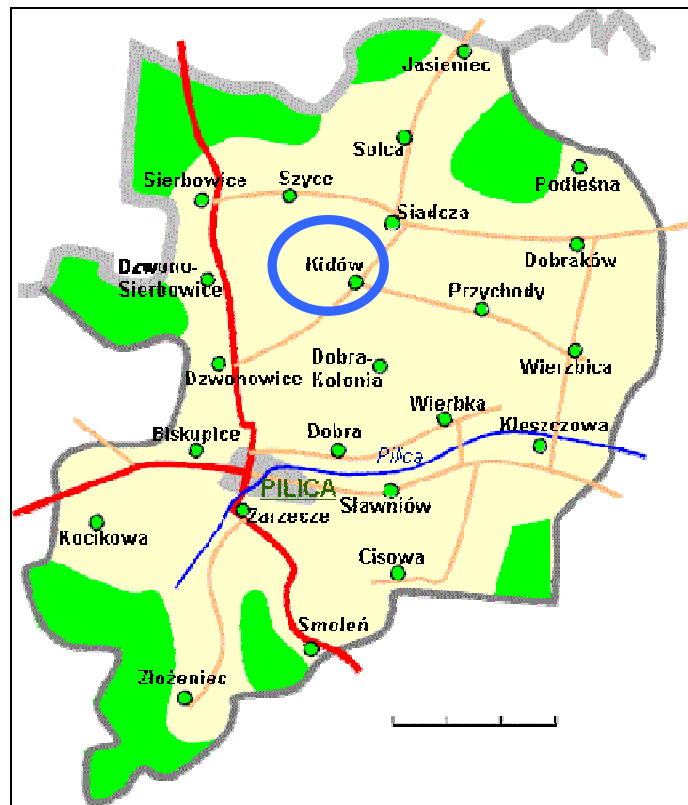 Jasieniec
Sulca
Podleśna
Sierbowice
Szyce
Siadcza
Dobraków
Kidów
Dzwono-
Sierbowice
Przychody
Dzwonowice
Dobra-
Kolonia
Wierzbica
Wierbka
Biskupice
Dobra
Kleszczowa
Pilica
PILICA
Sławniów
Zarzecze
Kocikowa
Cisowa
Smoleń
Złożeniec